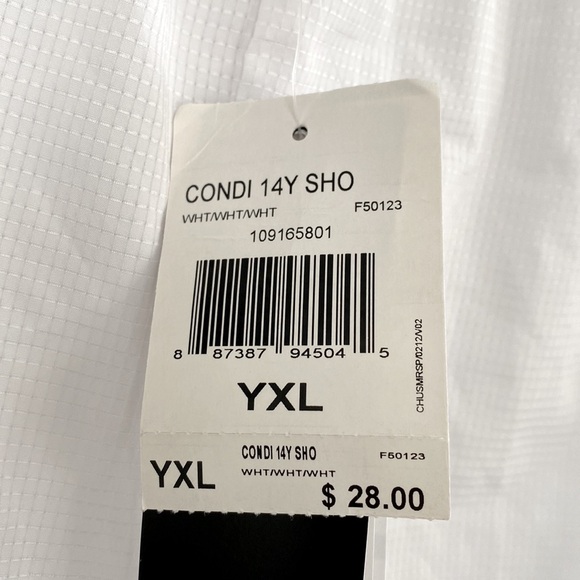 CONDI 14Y SHO
WHT/WHT/WHT F50123
109165801
8 87387 94504 5
YXL
CHUSMRSP/0212/V02
YXL CONDI 14Y SHO F50123
WHT/WHT/WHT
$ 28.00